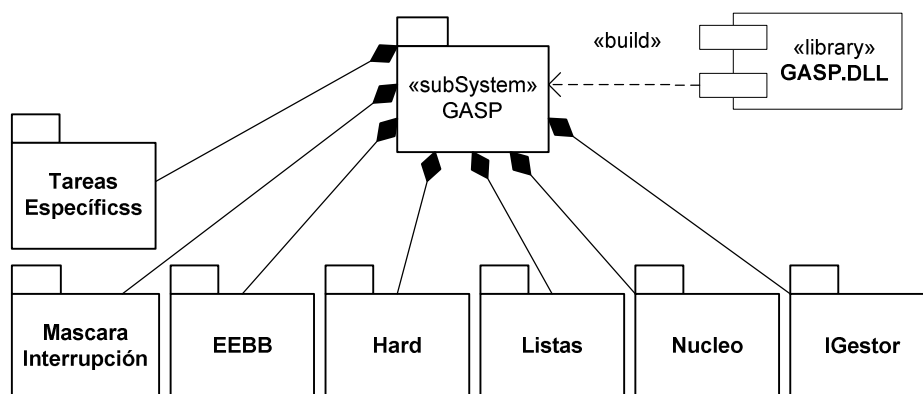 «build»
«library»
GASP.DLL
«subSystem»
GASP
Tareas
Específicss
Mascara
Interrupción
EEBB
Hard
Listas
Nucleo
IGestor